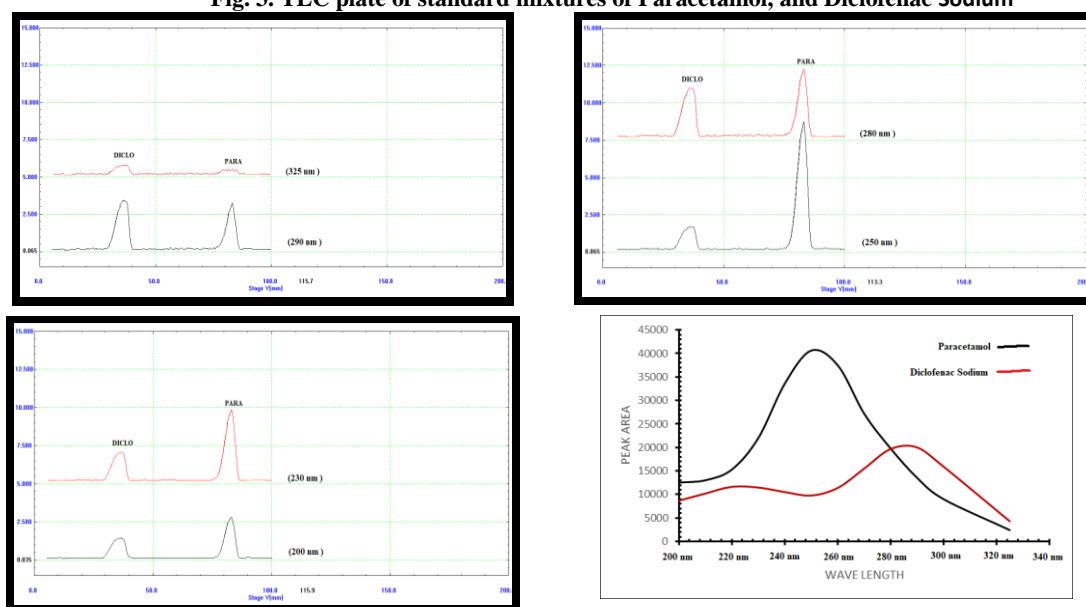 Fig. 3. TLC plate of standard mixtures of Paracetamol, and Diclofenac Sodium
15.000
12.500
10.000
7.500
5.000
2.500
0.065
DICLO
PARA
(325 nm )
(290 nm )
0.0
50.0
100.0
115.7
150.0
200.
Stage Y(mm)
15.000
12.500
10.000
7.500
5.000
2.500
0.065
DICLO
PARA
(280 nm )
(250 nm )
0.0
50.0
100.0
113.3
150.0
200
Stage Y(mm)
15.000
12.500
10.000
7.500
5.000
2.500
0.035
DICLO
PARA
(230 nm )
(200 nm )
0.0
50.0
100.0
115.9
150.0
200.
Stage Y(mm)
45000
40000
35000
30000
25000
20000
15000
10000
5000
0
PEAK AREA
Paracetamol
Diclofenac Sodium
200 nm 220 nm 240 nm 260 nm 280 nm 300 nm 320 nm 340 nm
WAVE LENGTH